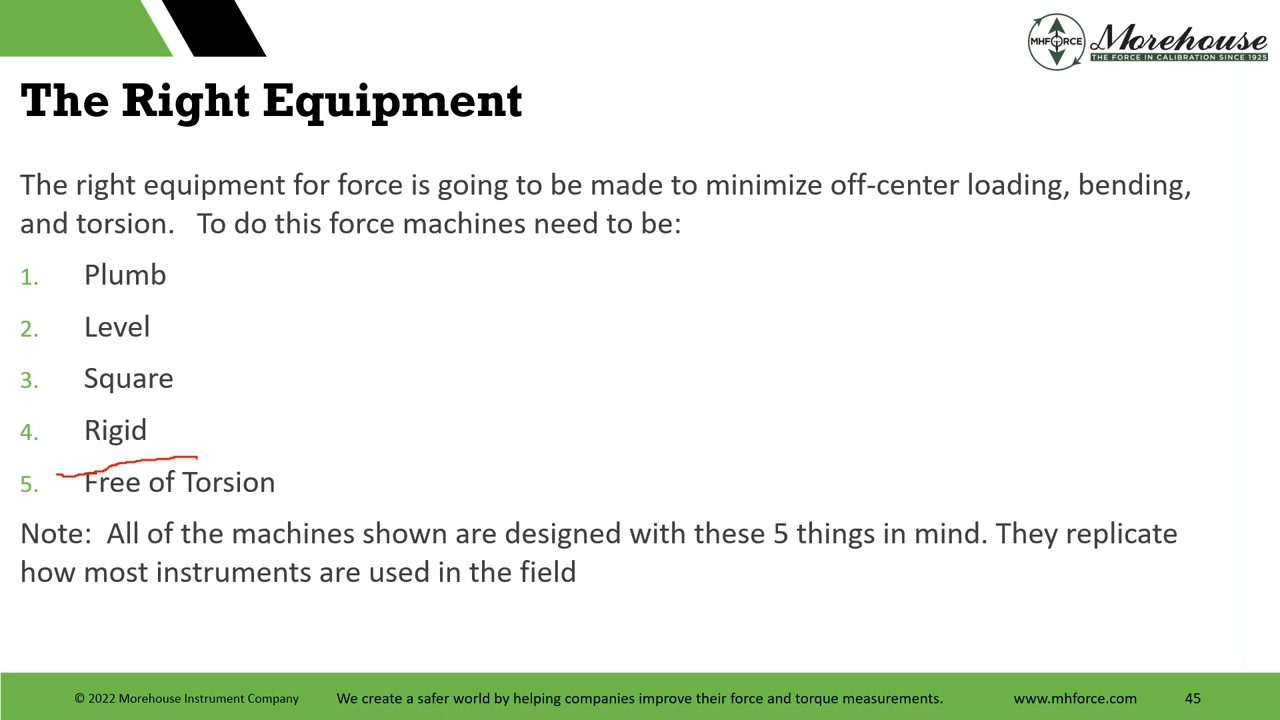 MHFORCE
Morehouse
THE FORCE IN CALIBRATION SINCE 1925
The Right Equipment
The right equipment for force is going to be made to minimize off-center loading, bending,
and torsion. To do this force machines need to be:
1. Plumb
2. Level
3. Square
4. Rigid
5. Free of Torsion
Note: All of the machines shown are designed with these 5 things in mind. They replicate
how most instruments are used in the field
© 2022 Morehouse Instrument Company We create a safer world by helping companies improve their force and torque measurements. www.mhforce.com 45